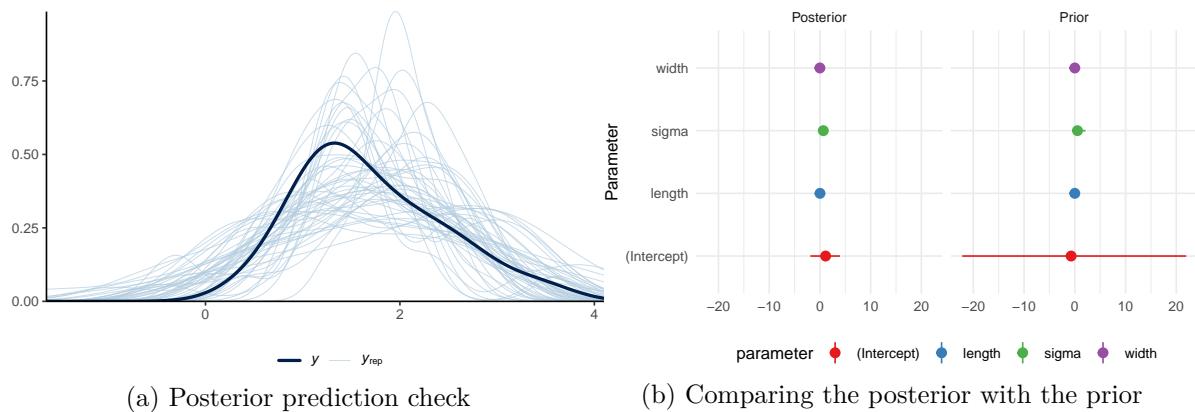 0.75
0.50
0.25
0.00
0 2 4
y yrep
(a) Posterior prediction check
Posterior Prior
Parameter
width
sigma
length
(Intercept)
−20 −10 0 10 20 −20 −10 0 10 20
parameter (Intercept) length sigma width
(b) Comparing the posterior with the prior